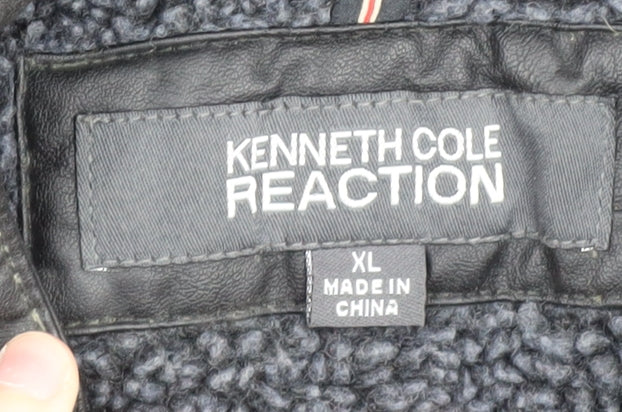 KENNETH COLE
REACTION
XL
MADE IN
CHINA